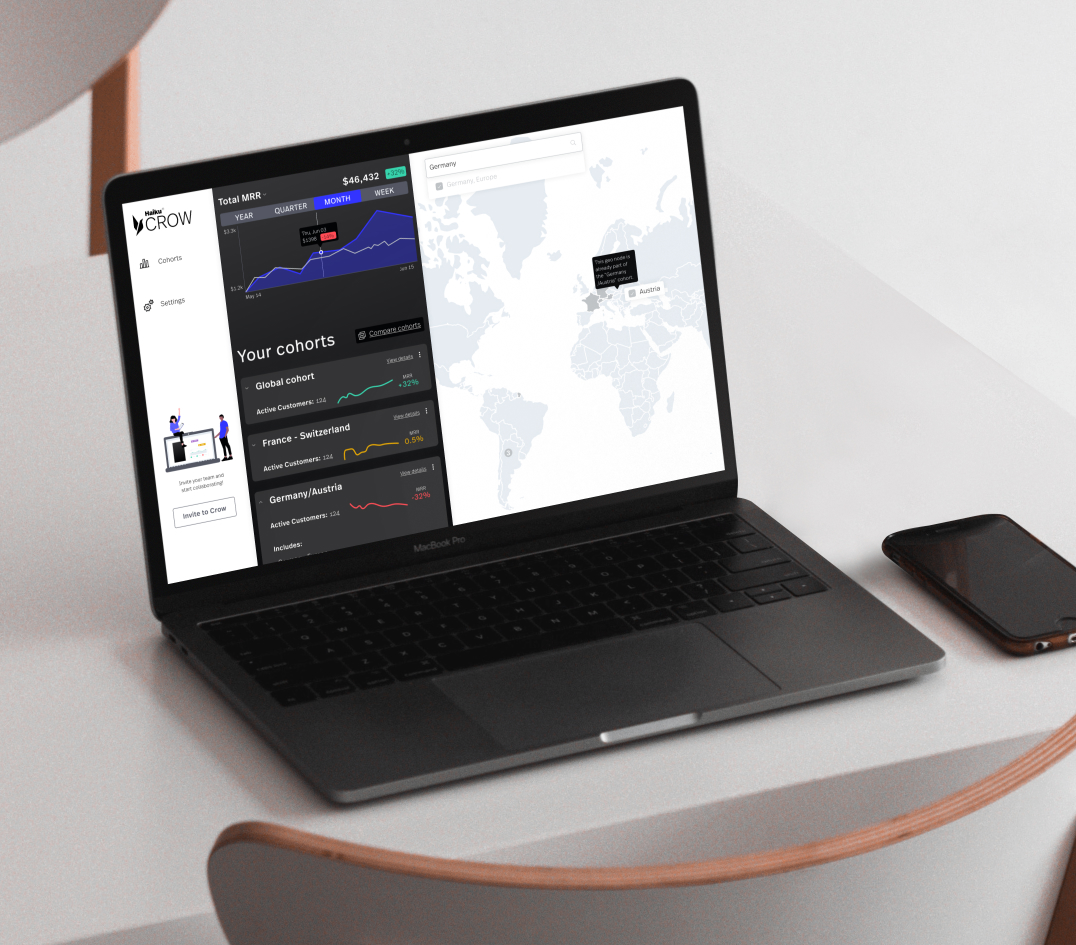 Haiku
CROW
Cohorts
Settings
Invite your team and
start collaborating!
Invite to Crow
Total MRR
$46,432
+32%
YEAR
QUARTER
MONTH
WEEK
$3.2k
Thu, Jun 03
$1398
$1.2k
May 14
Jun 15
Your cohorts
Compare cohorts
Global cohort
View details
Active Customers: 124
MRR
+32%
France - Switzerland
View details
Active Customers: 124
MRR
0.5%
Germany/Austria
View details
Active Customers: 124
MRR
-32%
Includes:
Germany
Germany, Europe
This geo node is
already part of
the "Germany
/Austria" cohort.
Austria
3
MacBook Pro